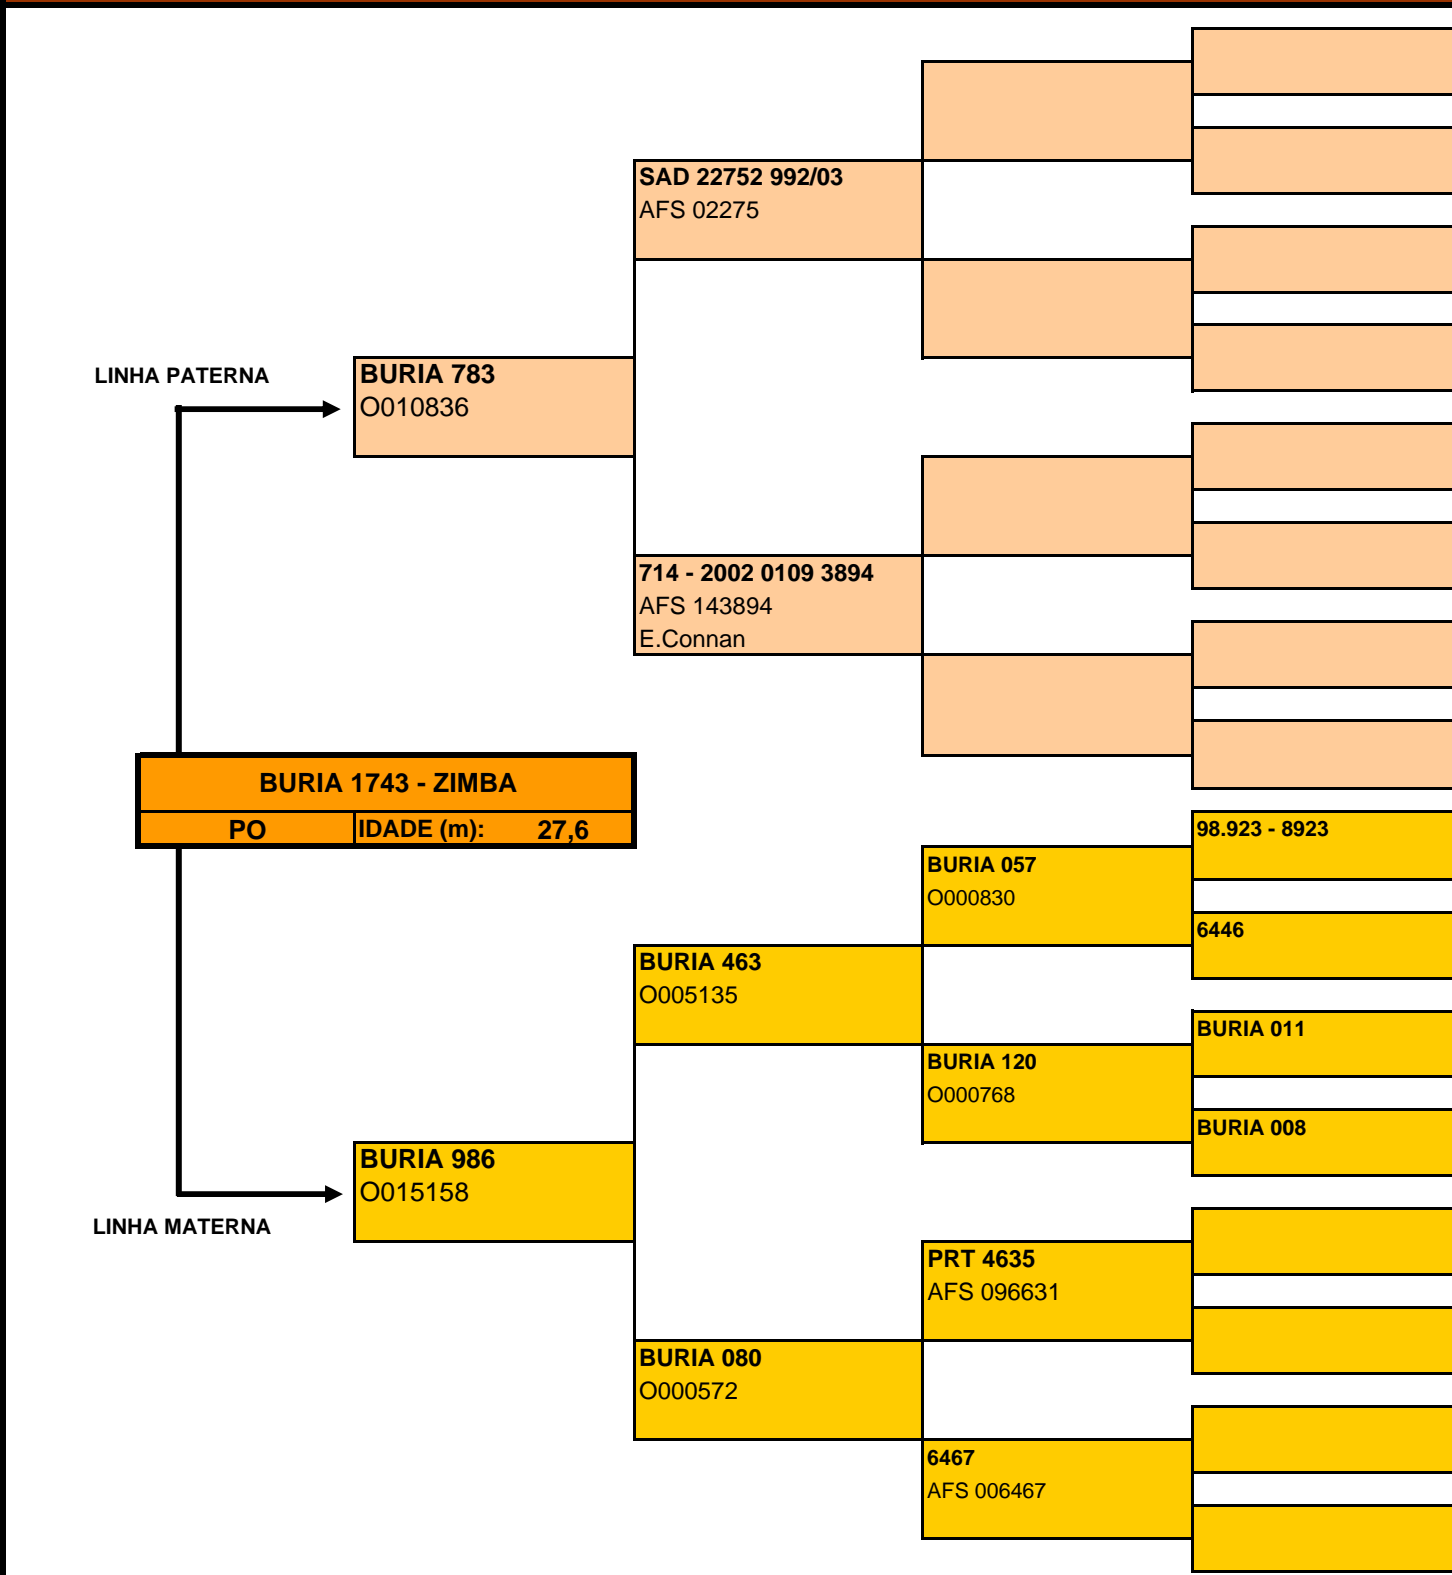 SAD 22752 992/03
AFS 02275
LINHA PATERNA
BURIA 783
O010836
714 - 2002 0109 3894
AFS 143894
E.Connan
BURIA 1743 - ZIMBA
PO IDADE (m): 27,6
98.923 - 8923
BURIA 057
O000830
6446
BURIA 463
O005135
BURIA 011
BURIA 120
O000768
BURIA 008
BURIA 986
O015158
LINHA MATERNA
PRT 4635
AFS 096631
BURIA 080
O000572
6467
AFS 006467